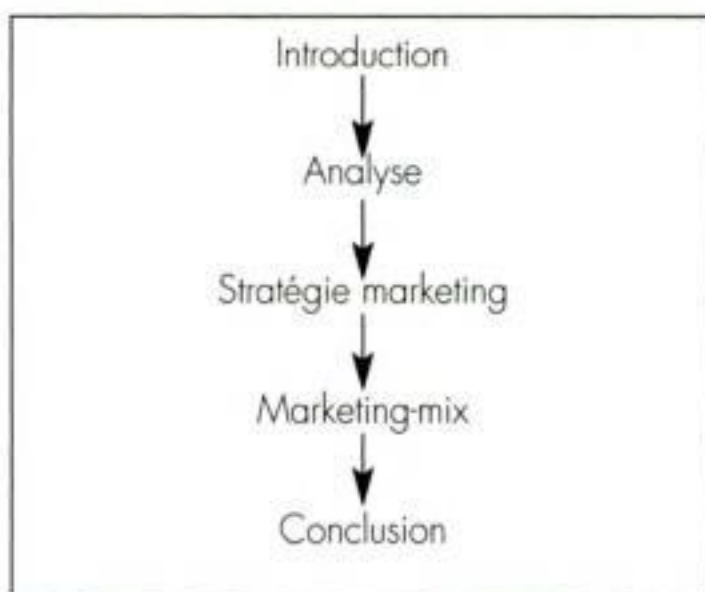 Introduction
Analyse
Stratégie marketing
Marketing-mix
Conclusion